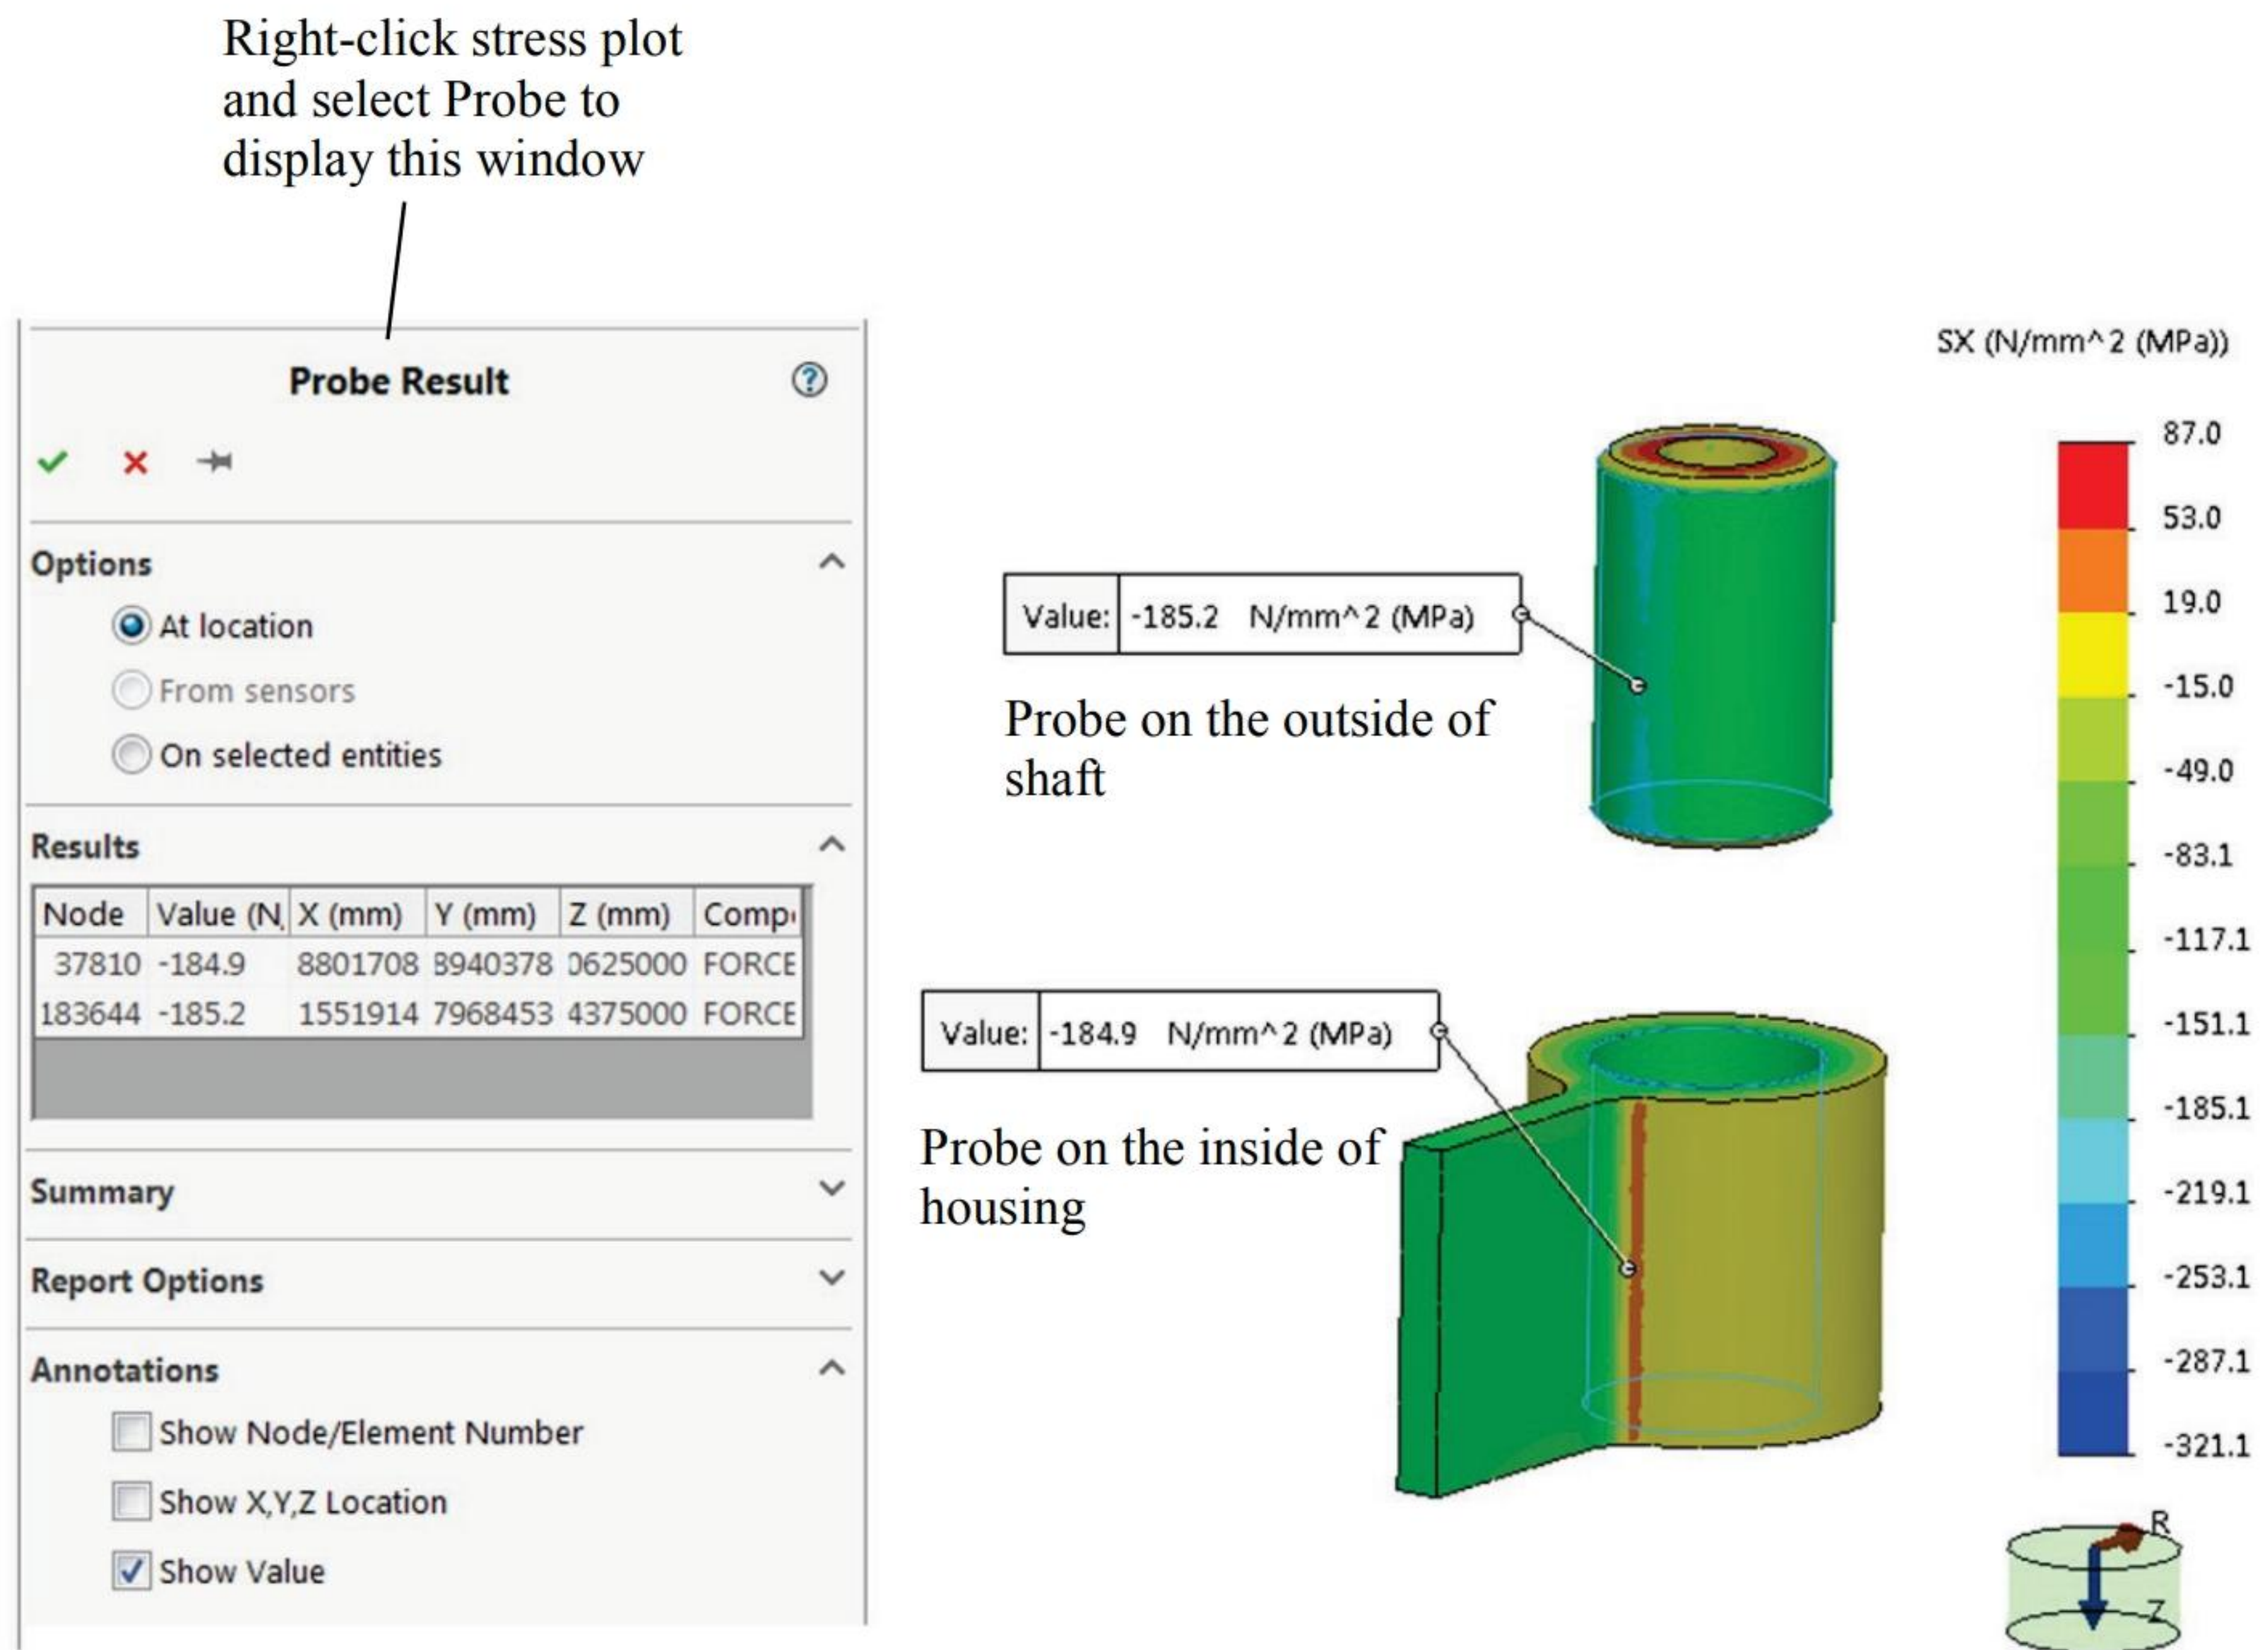 Right-click stress plot
and select Probe to
display this window
Probe Result
Options
At location
From sensors
On selected entities
Results
Node Value (N, X (mm) Y (mm) Z (mm) Comp
37810 -184.9 8801708 8940378 0625000 FORCE
183644 -185.2 1551914 7968453 4375000 FORCE
Summary
Report Options
Annotations
Show Node/Element Number
Show X,Y,Z Location
Show Value
Value: -185.2 N/mm^2 (MPa)
Probe on the outside of
shaft
Value: -184.9 N/mm^2 (MPa)
Probe on the inside of
housing
SX (N/mm^2 (MPa))
87.0
53.0
19.0
-15.0
-49.0
-83.1
-117.1
-151.1
-185.1
-219.1
-253.1
-287.1
-321.1
R
Z